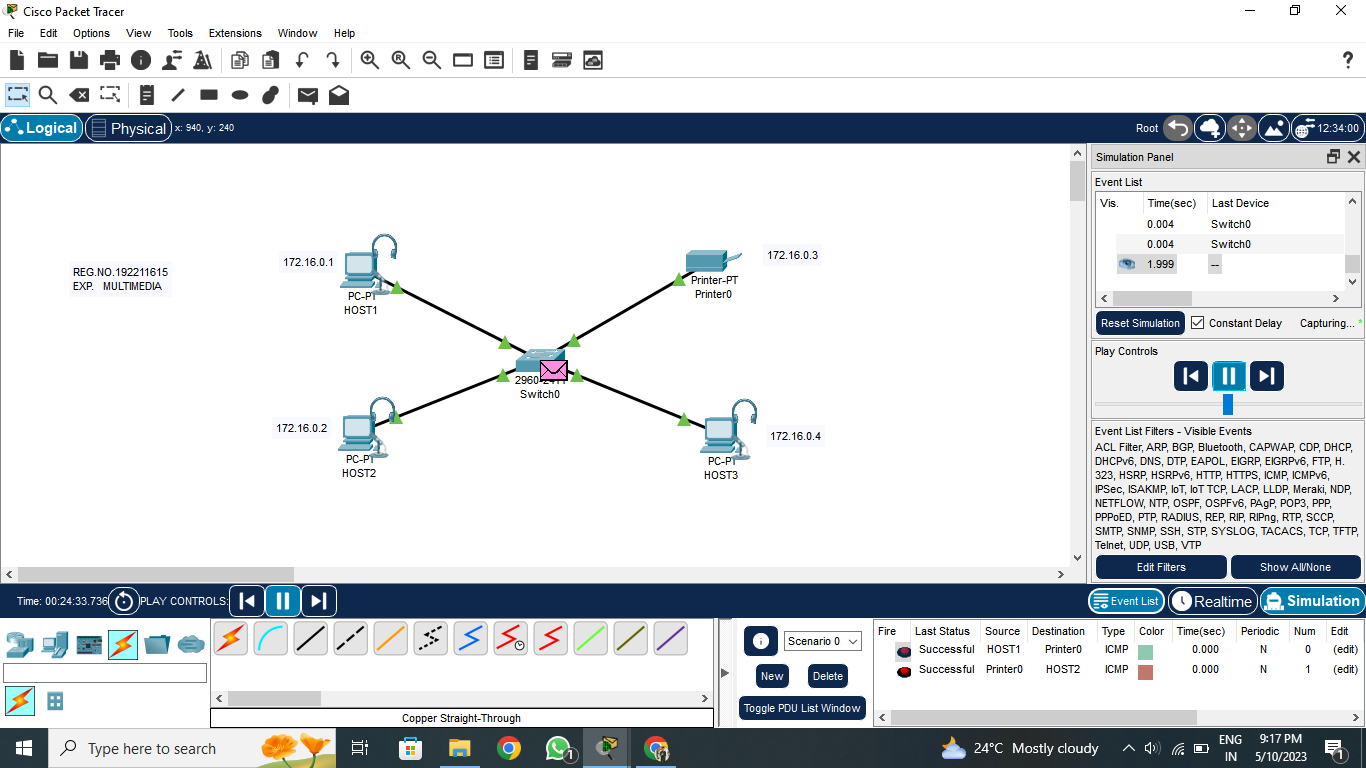 Cisco Packet Tracer
File Edit Options View Tools Extensions Window Help
Logical Physical x: 940, y: 240 Root 12:34:00
REG.NO.192211615
EXP. MULTIMEDIA
172.16.0.1
PC-PT
HOST1
172.16.0.3
Printer-PT
Printer0
Switch0
172.16.0.2
PC-PT
HOST2
172.16.0.4
PC-PT
HOST3
Simulation Panel
Event List
Vis. Time(sec) Last Device
0.004 Switch0
0.004 Switch0
1.999 --
Reset Simulation Constant Delay Capturing... *
Play Controls
Event List Filters - Visible Events
ACL Filter, ARP, BGP, Bluetooth, CAPWAP, CDP, DHCP,
DHCPv6, DNS, DTP, EAPOL, EIGRP, EIGRPv6, FTP, H.
323, HSRP, HSRPv6, HTTP, HTTPS, ICMP, ICMPv6,
IPSec, ISAKMP, IoT, IoT TCP, LACP, LLDP, Meraki, NDP,
NETFLOW, NTP, OSPF, OSPFv6, PAgP, POP3, PPP,
PPPoED, PTP, RADIUS, REP, RIP, RIPng, RTP, SCCP,
SMTP, SNMP, SSH, STP, SYSLOG, TACACS, TCP, TFTP,
Telnet, UDP, USB, VTP
Edit Filters Show All/None
Time: 00:24:33.736 PLAY CONTROLS: Event List Realtime Simulation
Copper Straight-Through
Scenario 0
New Delete
Toggle PDU List Window
Fire Last Status Source Destination Type Color Time(sec) Periodic Num Edit
Successful HOST1 Printer0 ICMP 0.000 N 0 (edit)
Successful Printer0 HOST2 ICMP 0.000 N 1 (edit)
Type here to search
1
24°C Mostly cloudy
ENG
IN
9:17 PM
5/10/2023
1